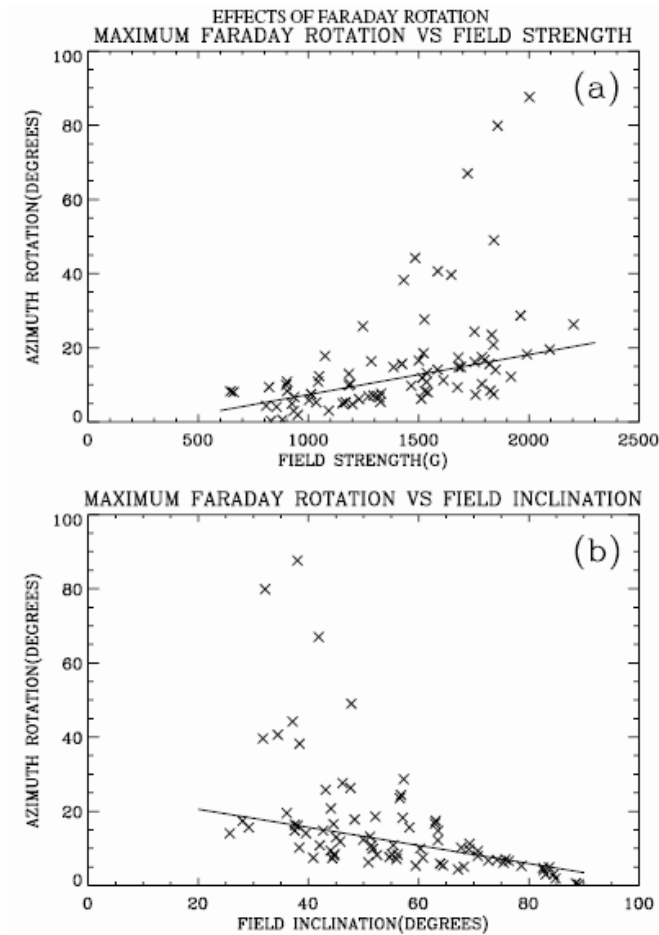 EFFECTS OF FARADAY ROTATION
MAXIMUM FARADAY ROTATION VS FIELD STRENGTH
(a)
100
80
60
40
20
0
AZIMUTH ROTATION(DEGREES)
0 500 1000 1500 2000 2500
FIELD STRENGTH(G)
MAXIMUM FARADAY ROTATION VS FIELD INCLINATION
(b)
100
80
60
40
20
0
AZIMUTH ROTATION(DEGREES)
0 20 40 60 80 100
FIELD INCLINATION(DEGREES)